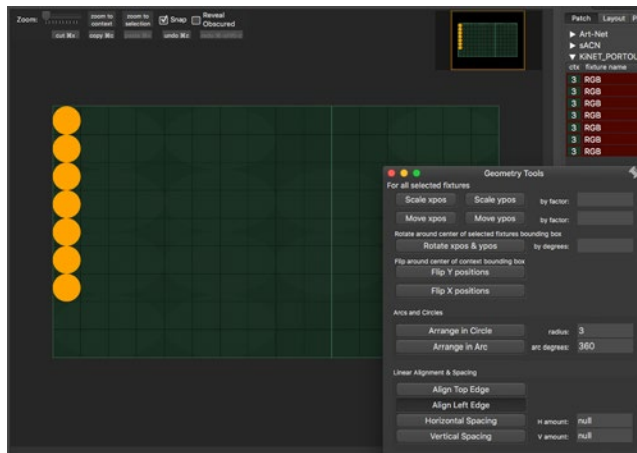 Zoom:
zoom to context
zoom to selection
Snap
Reveal Obscured
cut ⌘x
copy ⌘c
undo ⌘z
Patch
Layout
▶ Art-Net
▶ sACN
▼ KiNET_PORTOU
ctx fixture name
3 RGB
3 RGB
3 RGB
3 RGB
3 RGB
3 RGB
3 RGB
Geometry Tools
For all selected fixtures
Scale xpos Scale ypos by factor:
Move xpos Move ypos by factor:
Rotate around center of selected fixtures bounding box
Rotate xpos & ypos by degrees:
Flip around center of context bounding box
Flip Y positions
Flip X positions
Arcs and Circles
Arrange in Circle radius: 3
Arrange in Arc arc degrees: 360
Linear Alignment & Spacing
Align Top Edge
Align Left Edge
Horizontal Spacing H amount: null
Vertical Spacing V amount: null